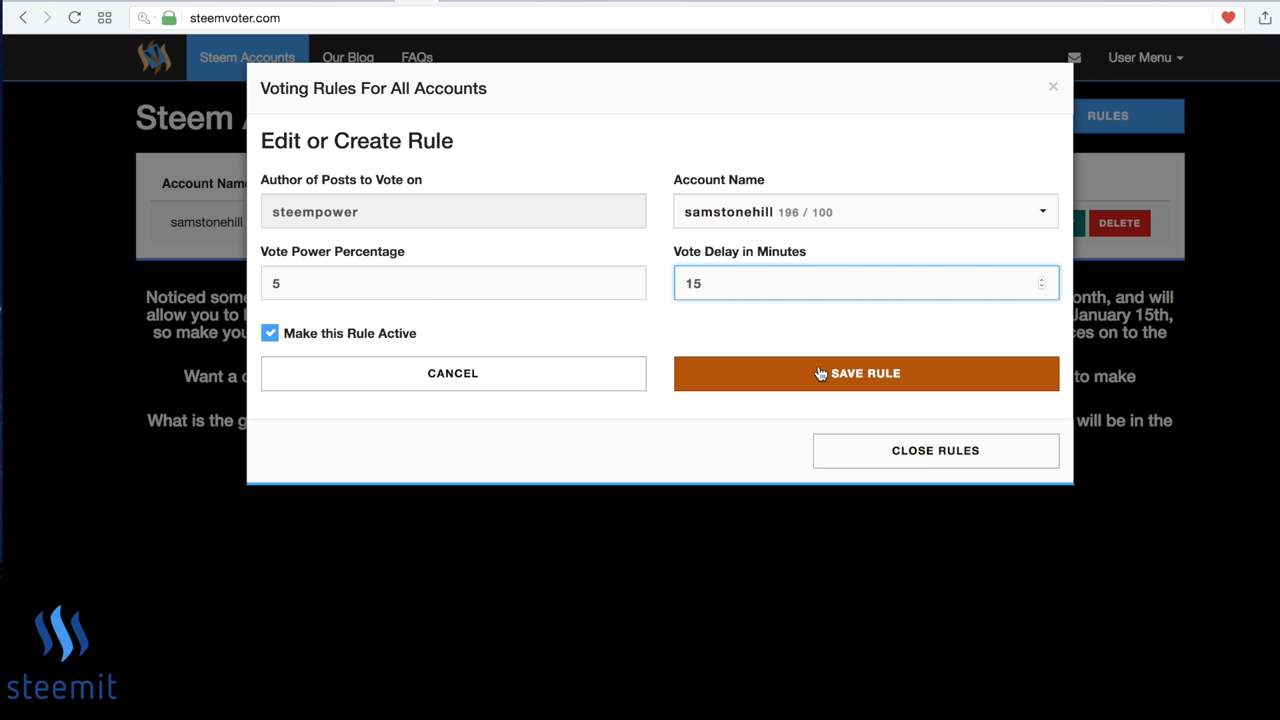 steemvoter.com
Steem Accounts Our Blog FAQs User Menu
Voting Rules For All Accounts ×
Steem RULES
Edit or Create Rule
Author of Posts to Vote on Account Name
Account Nam
steempower samstonehill 196 / 100
samstonehill DELETE
Vote Power Percentage Vote Delay in Minutes
5 15
Noticed som onth, and will
allow you to January 15th,
so make you es on to the
Make this Rule Active
CANCEL SAVE RULE
Want a to make
What is the g will be in the
CLOSE RULES
steemit